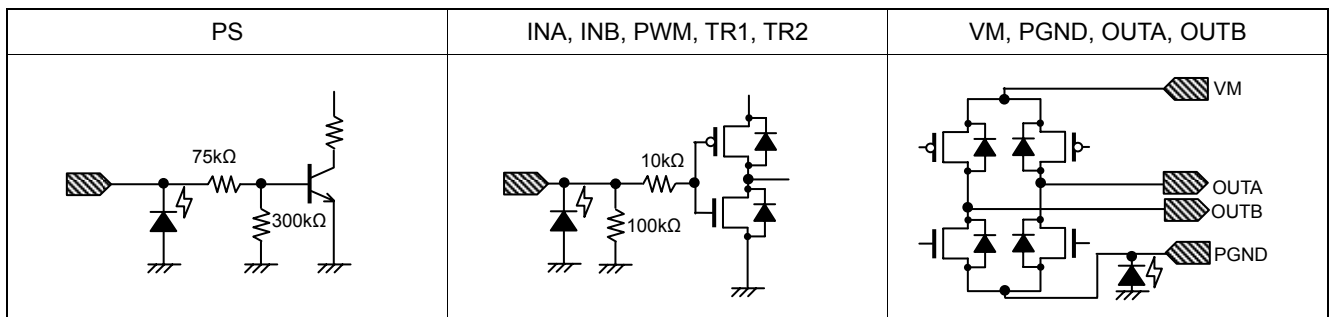 PS
INA, INB, PWM, TR1, TR2
VM, PGND, OUTA, OUTB
75kΩ
300kΩ
10kΩ
100kΩ
VM
OUTA
OUTB
PGND